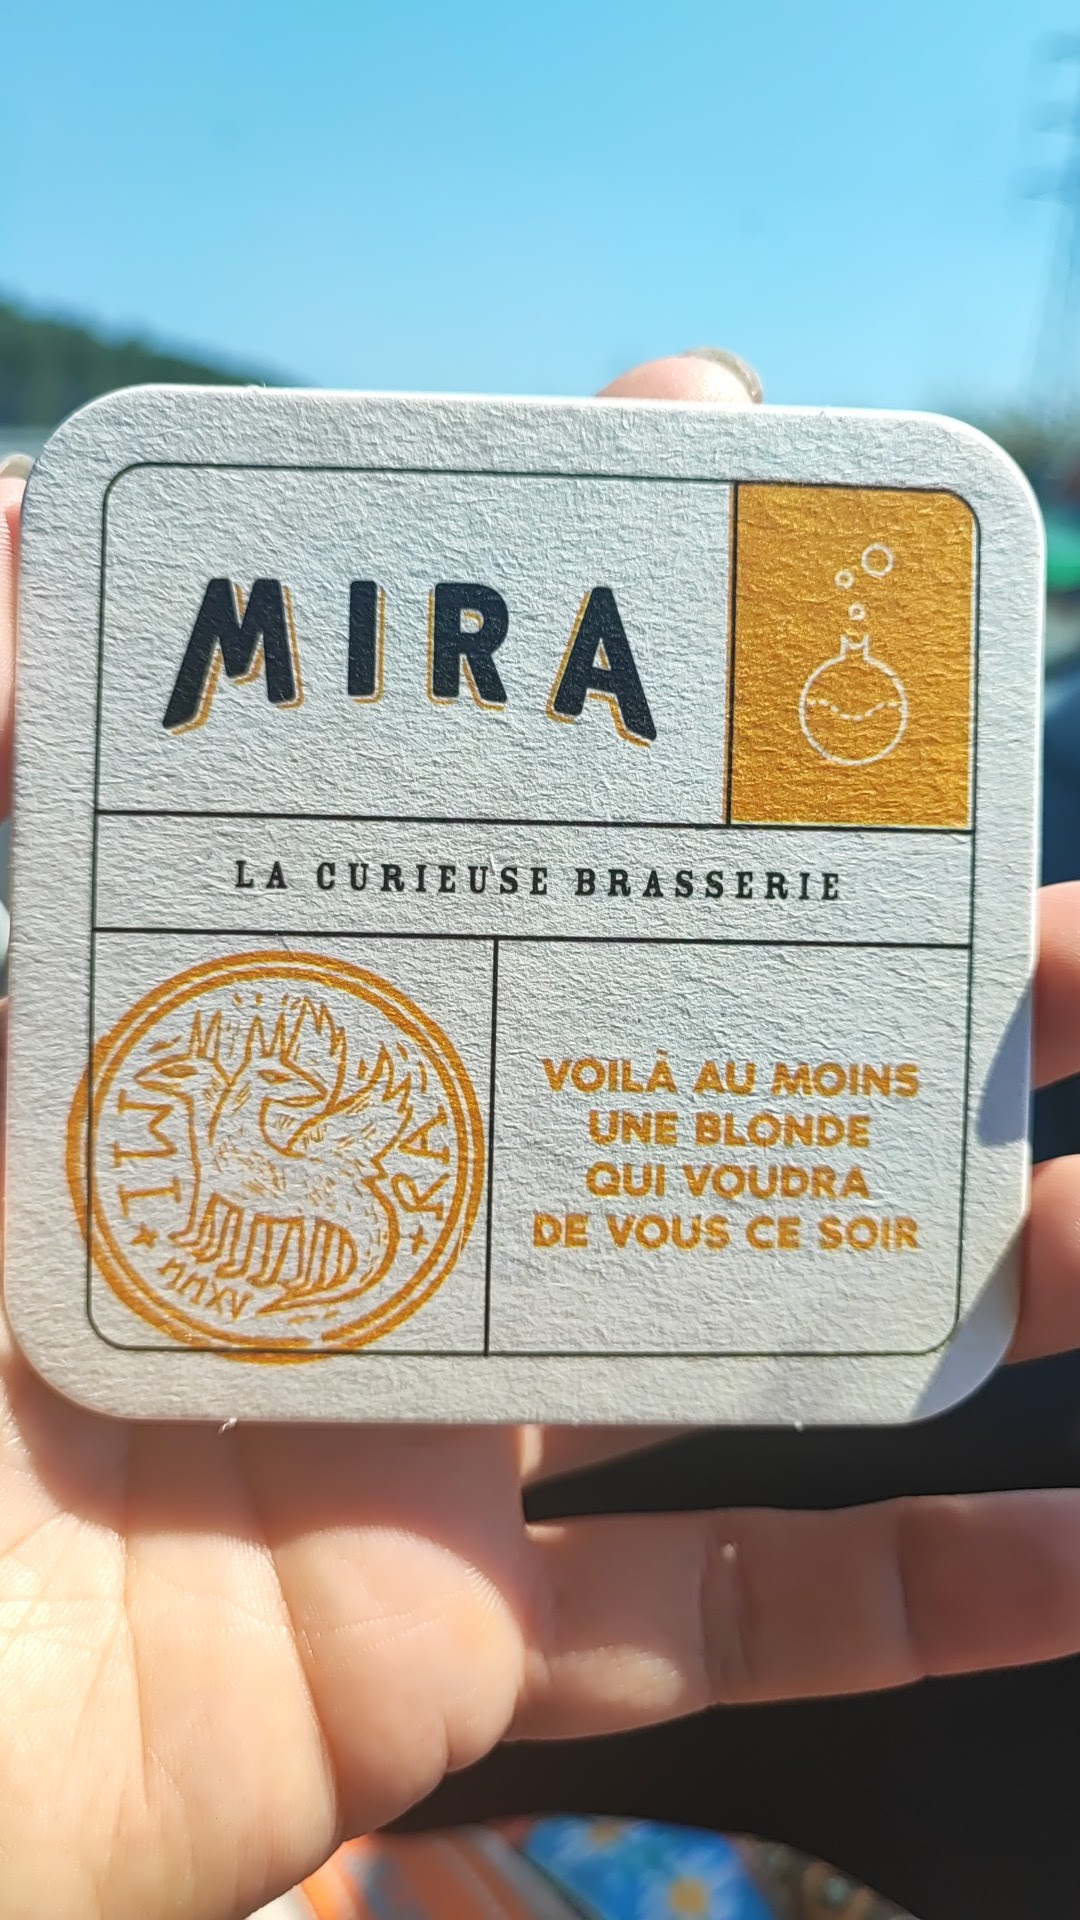 MIRA
LA CURIEUSE BRASSERIE
MI RA
MMXV
VOILÀ AU MOINS
UNE BLONDE
QUI VOUDRA
DE VOUS CE SOIR